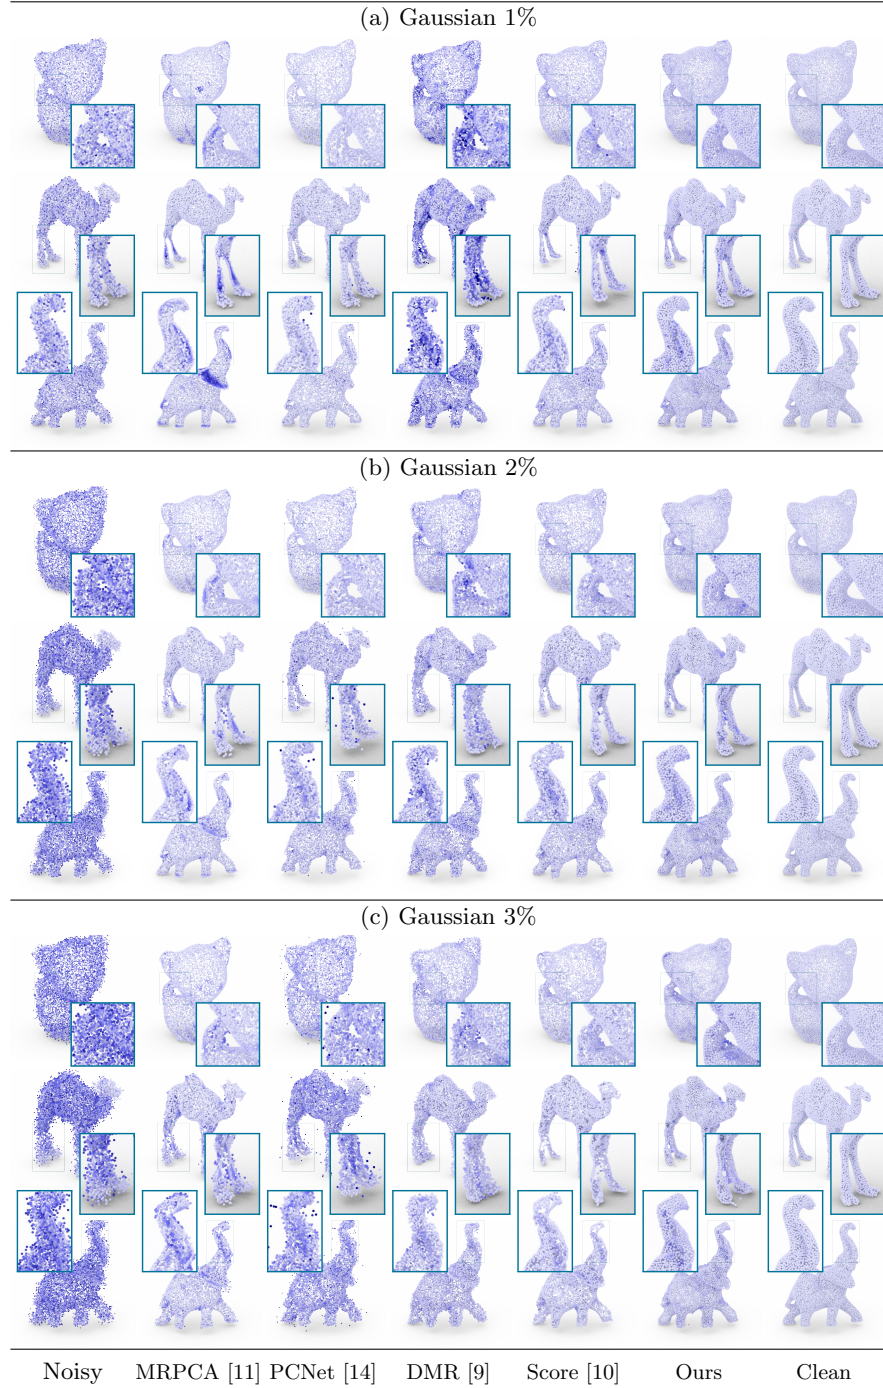 (a) Gaussian 1%
(b) Gaussian 2%
(c) Gaussian 3%
Noisy MRPCA [11] PCNet [14] DMR [9] Score [10] Ours Clean